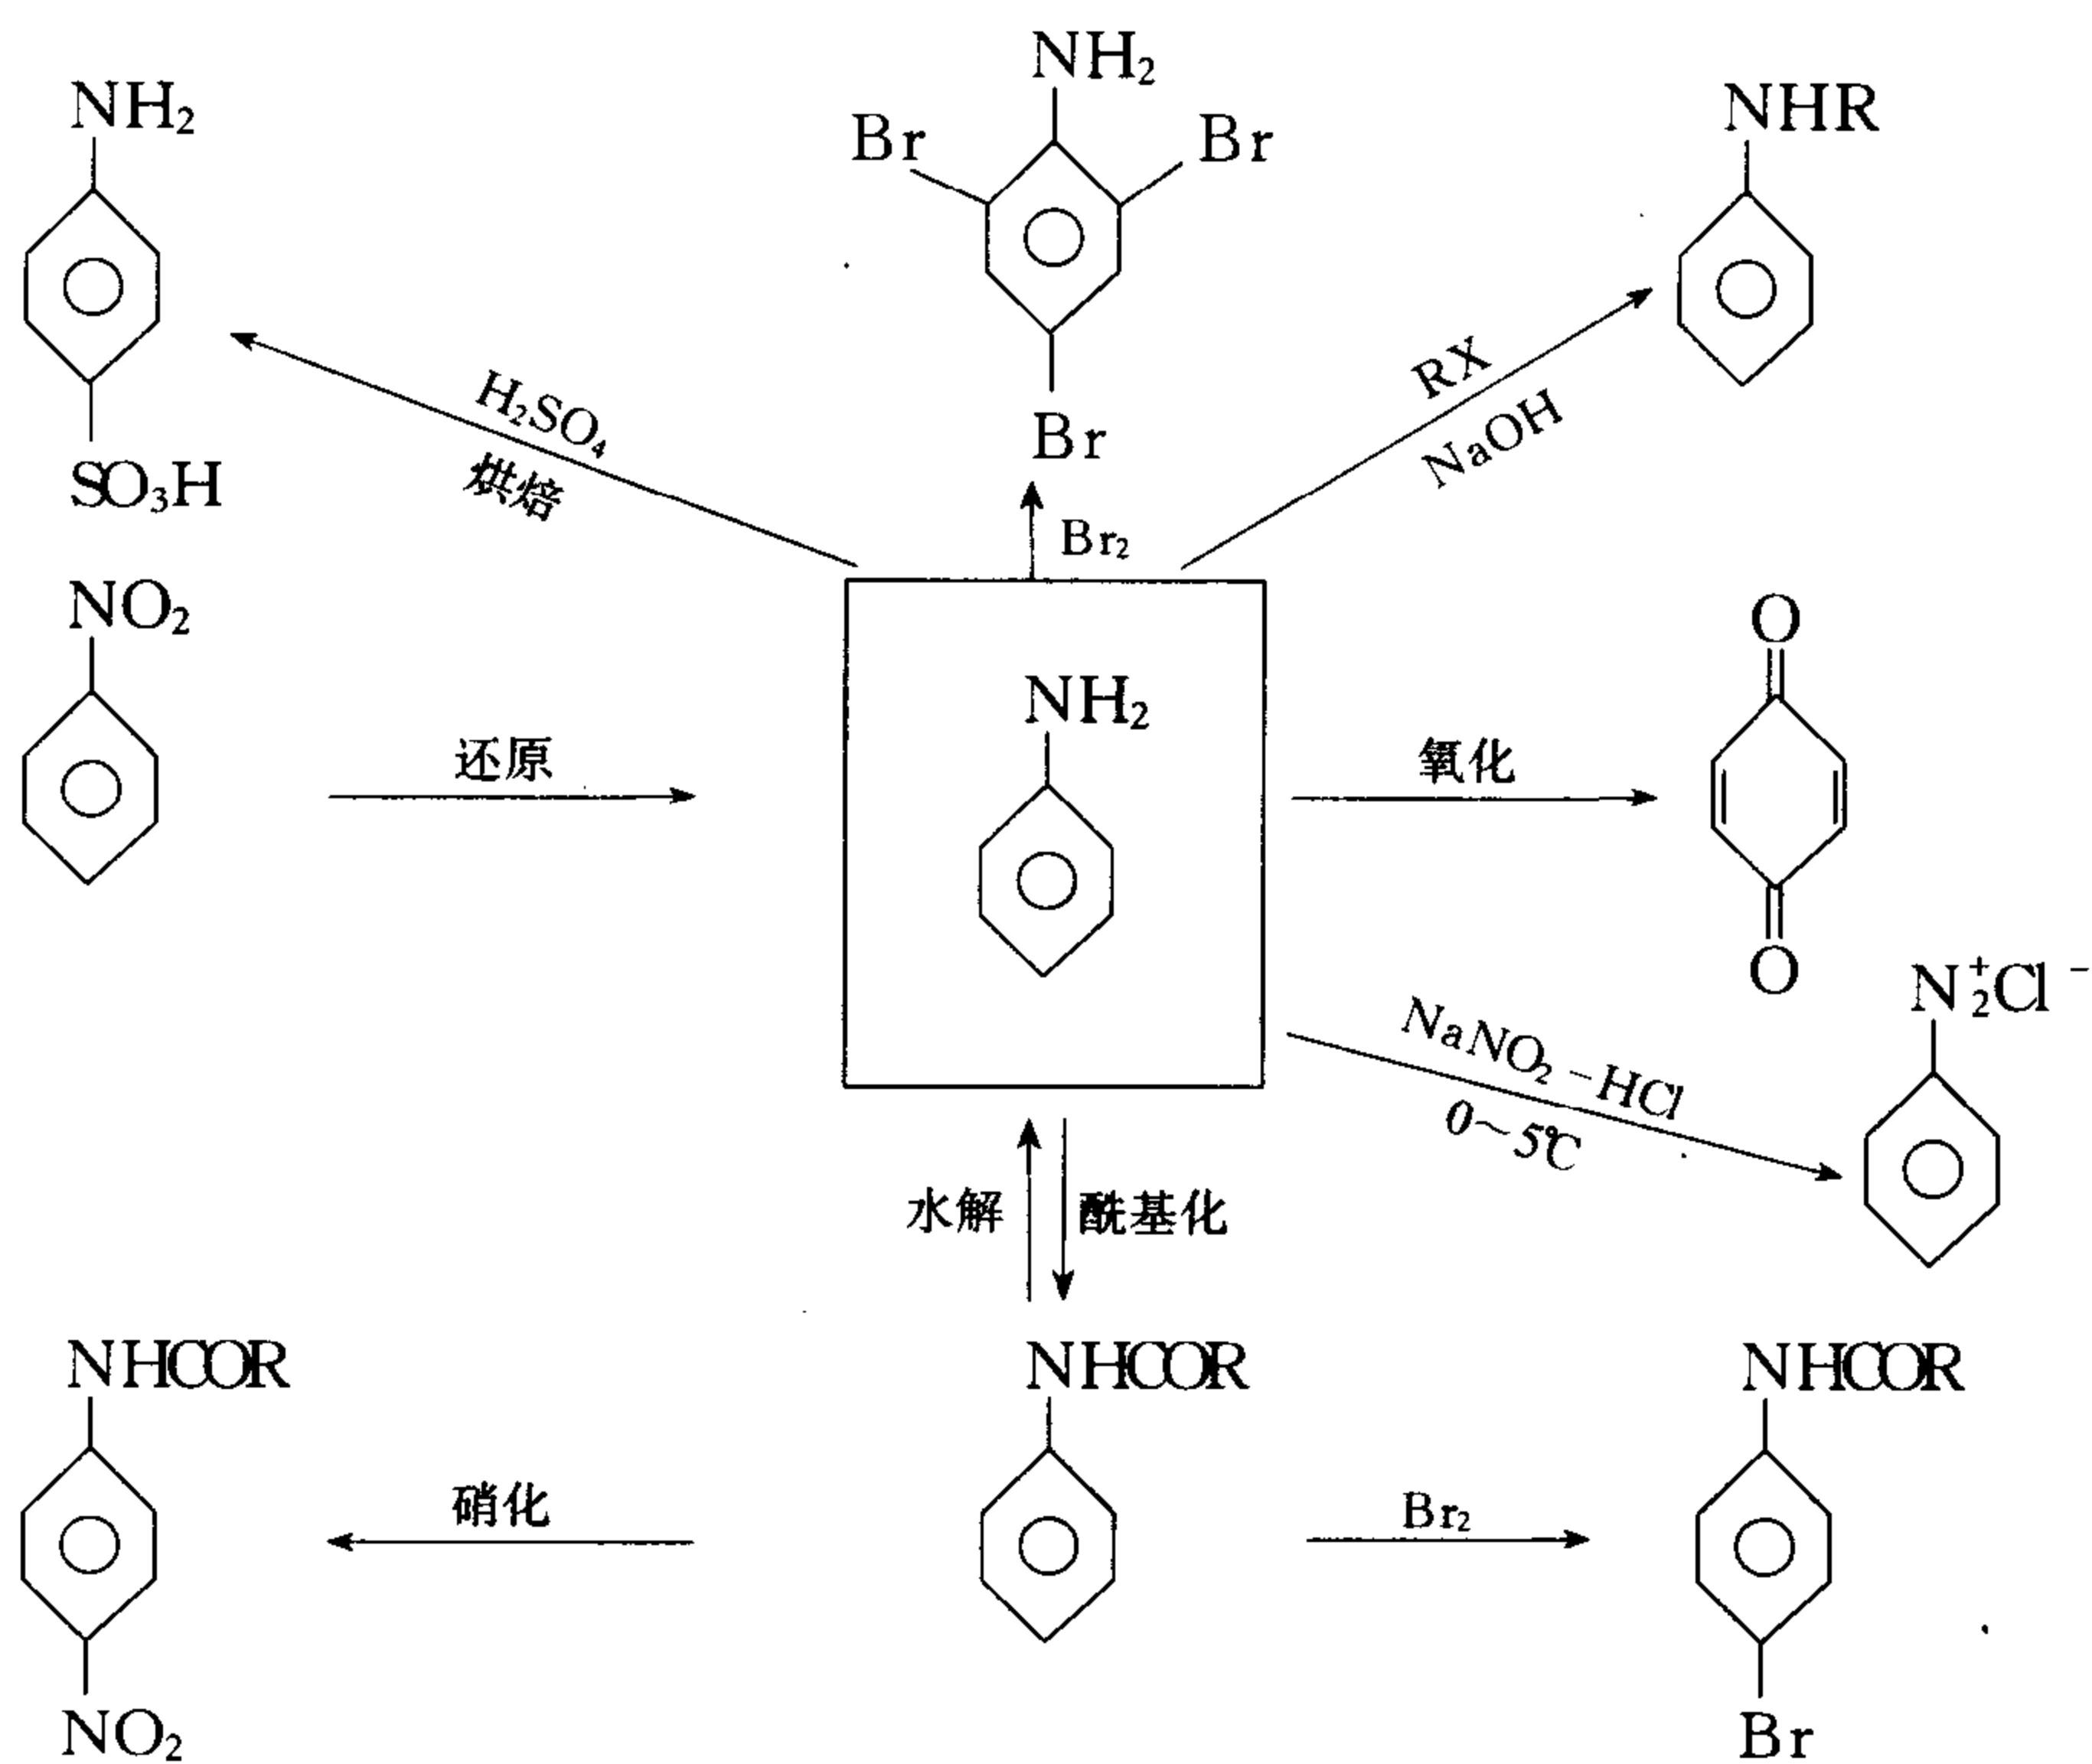 NH₂
NH₂
Br
Br
NHR
H₂SO₄
烘焙
RX
NaOH
SO₃H
Br
Br₂
NO₂
O
NH₂
还原
氧化
O
N₂⁺Cl⁻
NaNO₂-HCl
0~5℃
水解
酰基化
NHCOR
NHCOR
NHCOR
硝化
Br₂
NO₂
Br